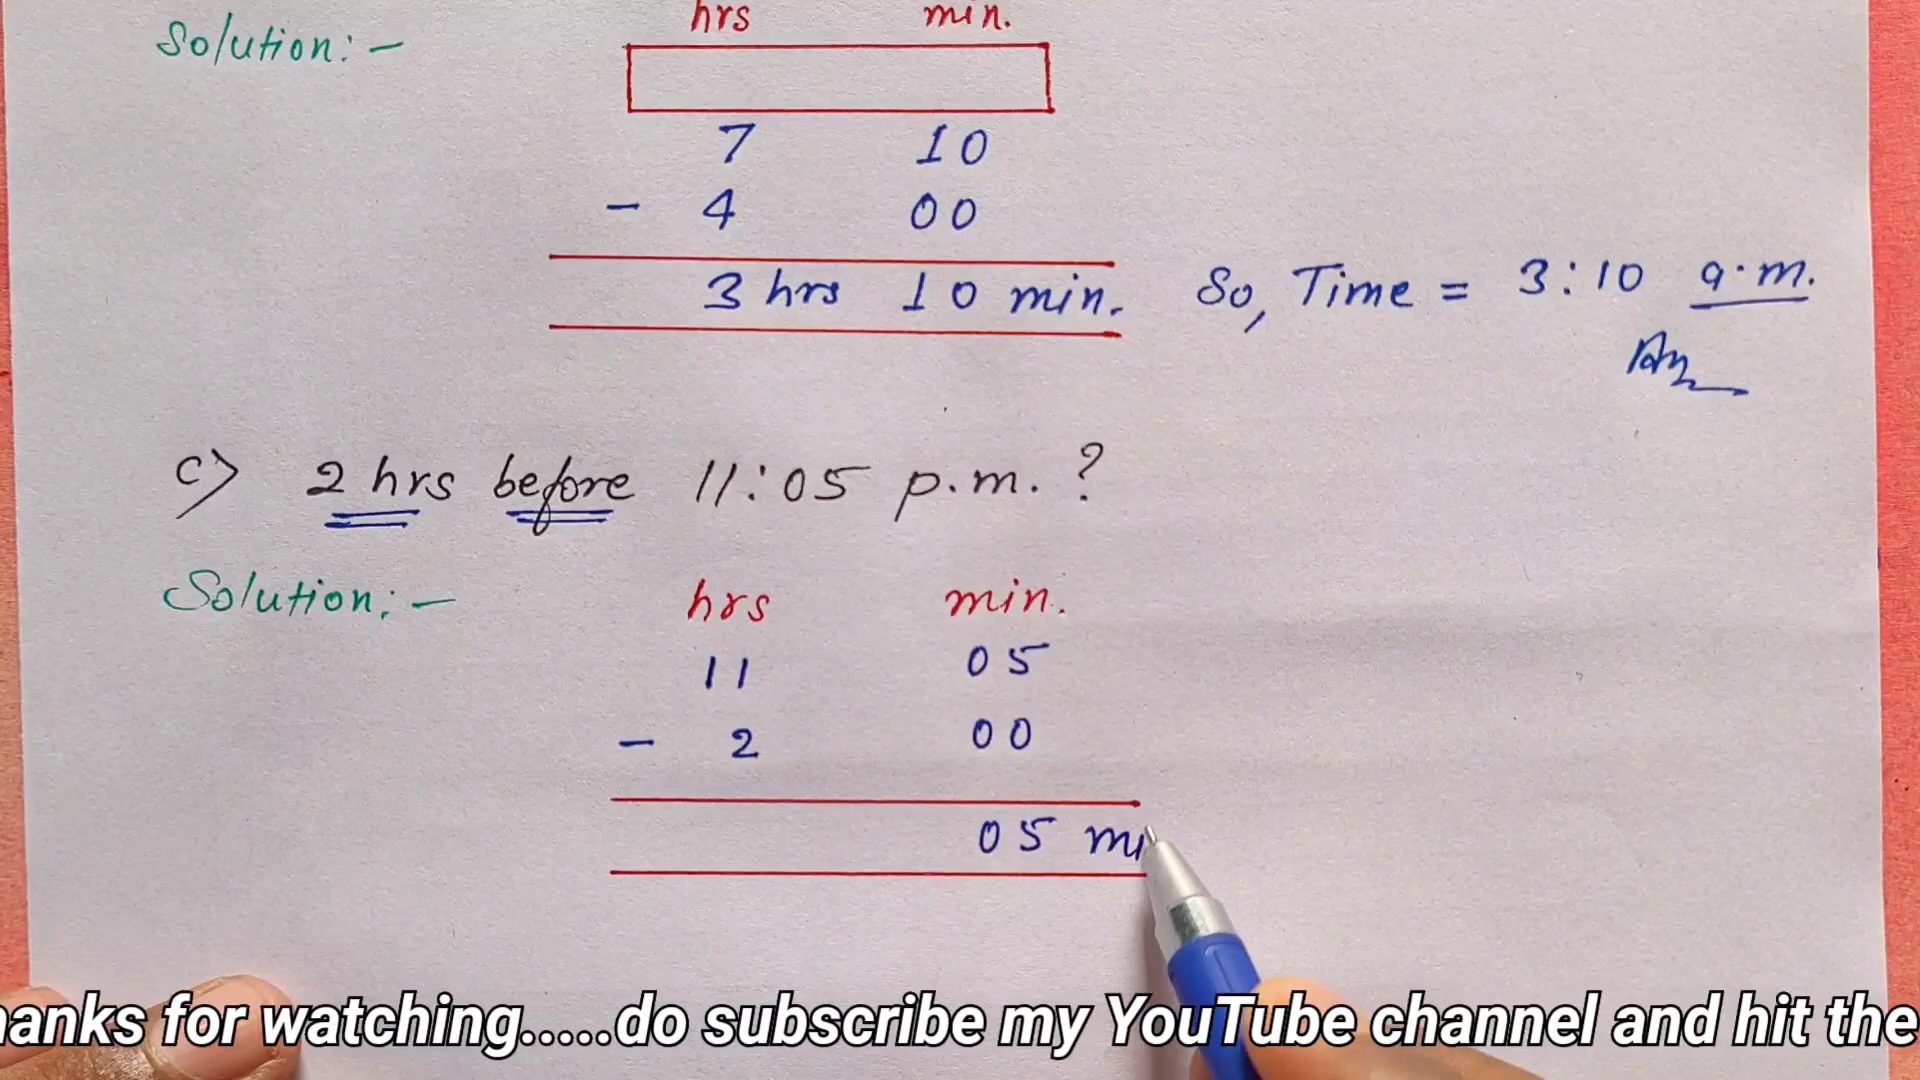 Solution:- hrs min.
7 10
- 4 00
3 hrs 10 min. So, Time = 3:10 a.m.
Ans
c) 2 hrs before 11:05 p.m. ?
Solution:- hrs min.
11 05
- 2 00
05 mi
hanks for watching.....do subscribe my YouTube channel and hit the